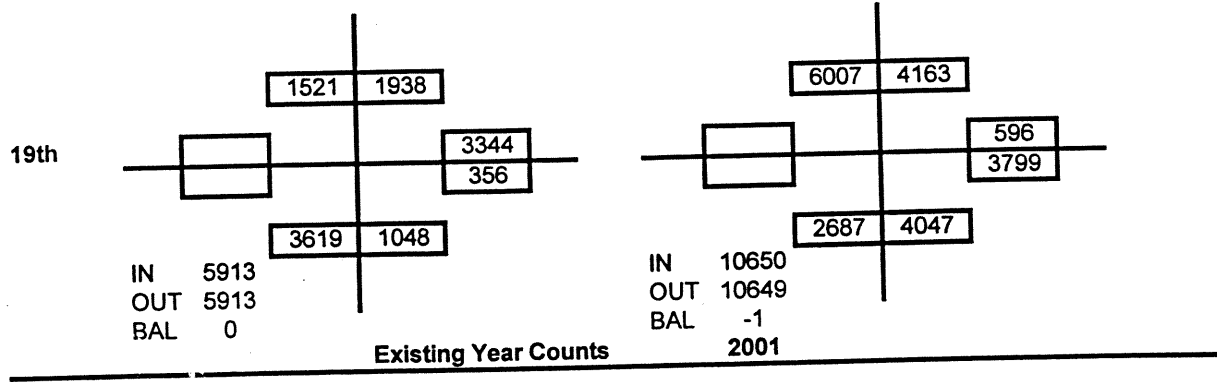 1521 1938 6007 4163
19th 3344 596
356 3799
3619 1048 2687 4047
IN 5913 IN 10650
OUT 5913 OUT 10649
BAL 0 BAL -1
Existing Year Counts 2001